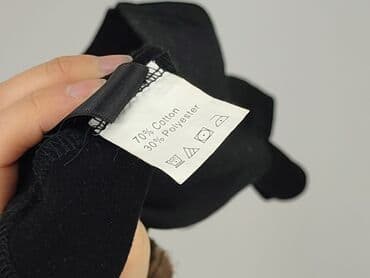 70% Cotton
30% Polyester